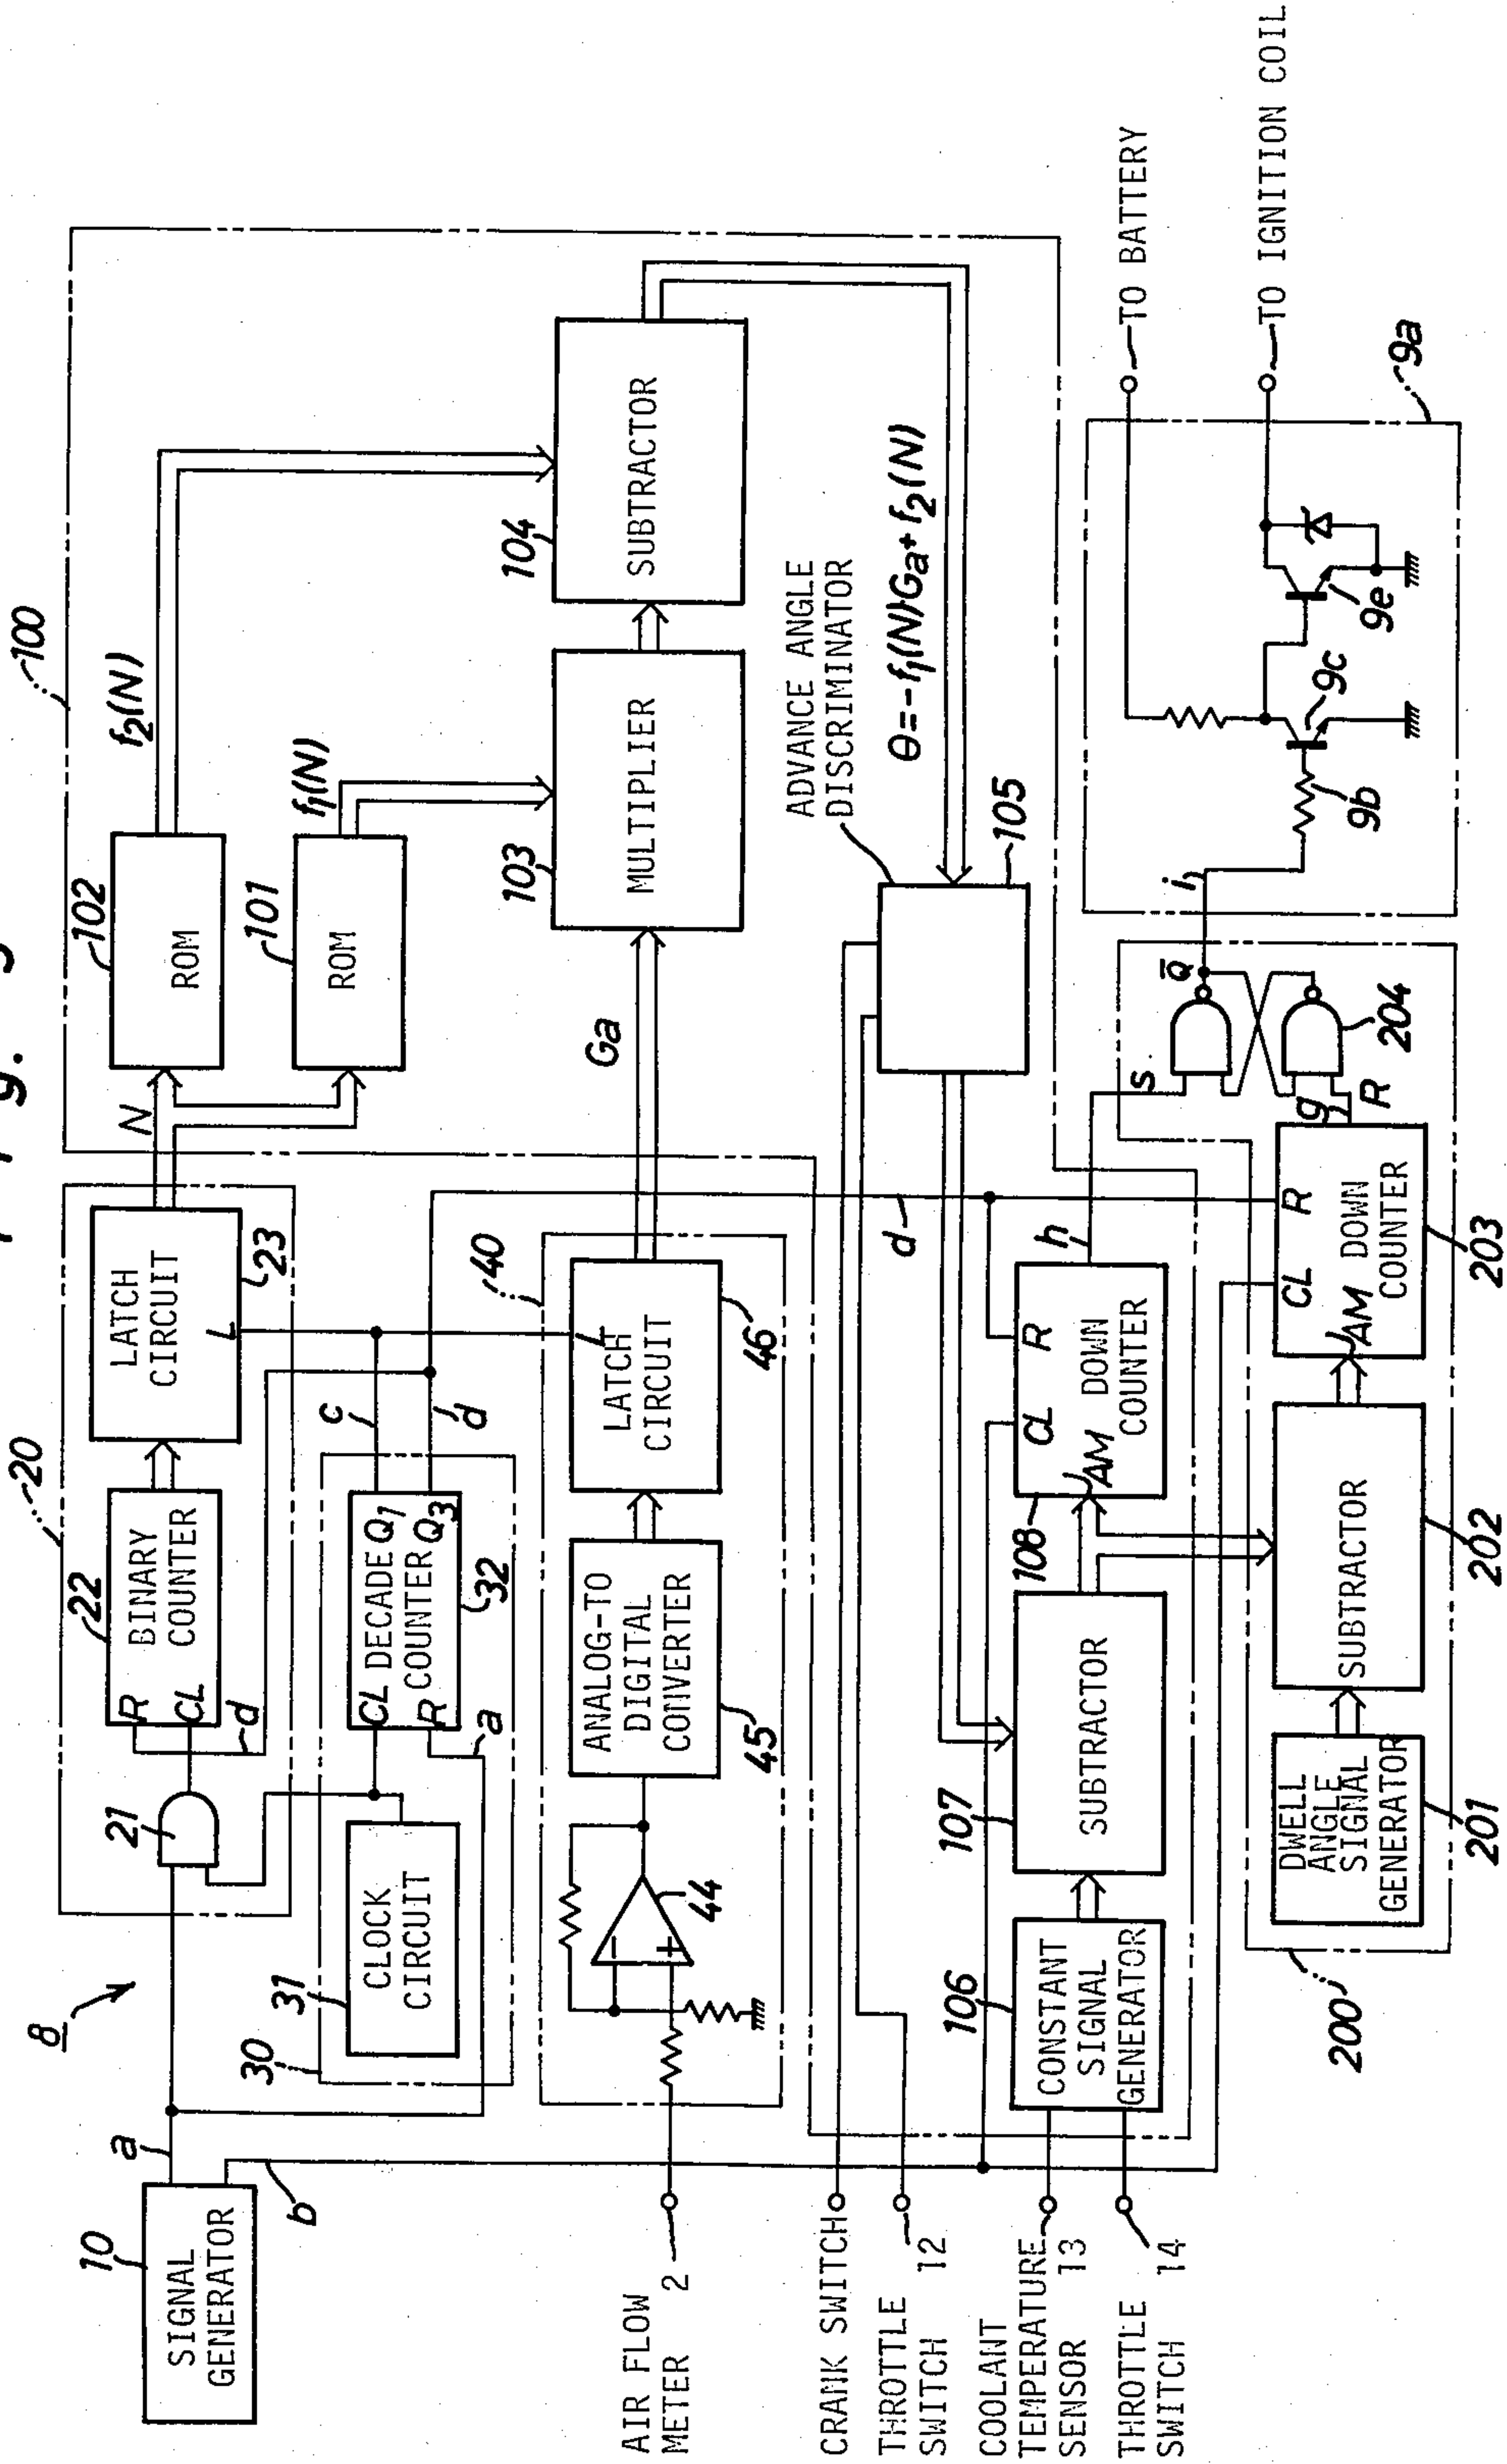 8
10
SIGNAL
GENERATOR
a
b
20
21
22
BINARY
COUNTER
R
CL
d
LATCH
CIRCUIT
L
23
30
31
CLOCK
CIRCUIT
CL DECADE Q1
R COUNTER Q3
32
a
c
d
40
44
−
+
ANALOG-TO
DIGITAL
CONVERTER
45
LATCH
CIRCUIT
L
46
AIR FLOW
METER 2
100
N
102
ROM
f2(N)
101
ROM
f1(N)
Ga
103
MULTIPLIER
104
SUBTRACTOR
ADVANCE ANGLE
DISCRIMINATOR
θ=-f1(N)·Ga+f2(N)
105
CRANK SWITCH
THROTTLE
SWITCH 12
COOLANT
TEMPERATURE
SENSOR 13
THROTTLE
SWITCH 14
106
CONSTANT
SIGNAL
GENERATOR
107
SUBTRACTOR
108
CL
R
AM DOWN
COUNTER
d
h
200
DWELL
ANGLE
SIGNAL
GENERATOR
201
SUBTRACTOR
202
CL
R
AM DOWN
COUNTER
203
g
R
S
Q̄
204
i
9a
9b
9c
9e
TO BATTERY
TO IGNITION COIL